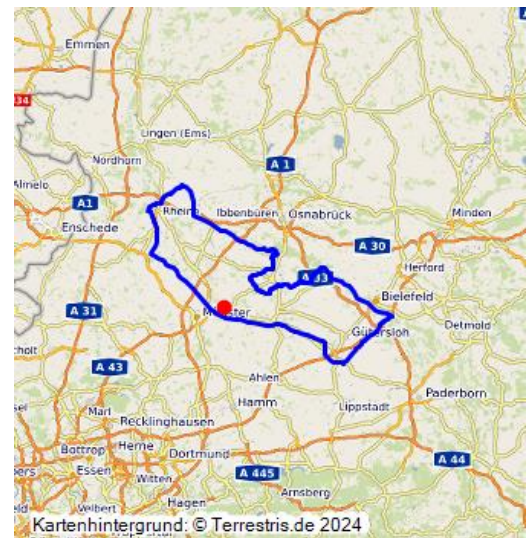 Emmen
A 1
Lingen (Ems)
Nordhorn
A 1
Almelo
A1
Rheine
Ibbenbüren
Osnabrück
Minden
Enschede
A 30
A 33
Herford
Bielefeld
A 31
Münster
Gütersloh
Detmold
A 43
Ahlen
Hamm
Lippstadt
Paderborn
Marl
Recklinghausen
Bottrop
Herne
Dortmund
A 44
Essen
Witten
A 445
Hagen
Arnsberg
Velbert
Kartenhintergrund: © Terrestris.de 2024